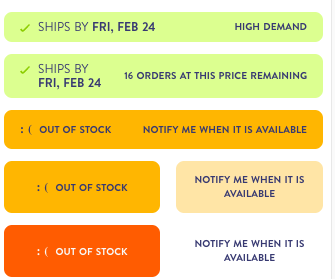 SHIPS BY FRI, FEB 24 HIGH DEMAND
SHIPS BY
FRI, FEB 24
16 ORDERS AT THIS PRICE REMAINING
: ( OUT OF STOCK NOTIFY ME WHEN IT IS AVAILABLE
: ( OUT OF STOCK
NOTIFY ME WHEN IT IS
AVAILABLE
: ( OUT OF STOCK
NOTIFY ME WHEN IT IS
AVAILABLE